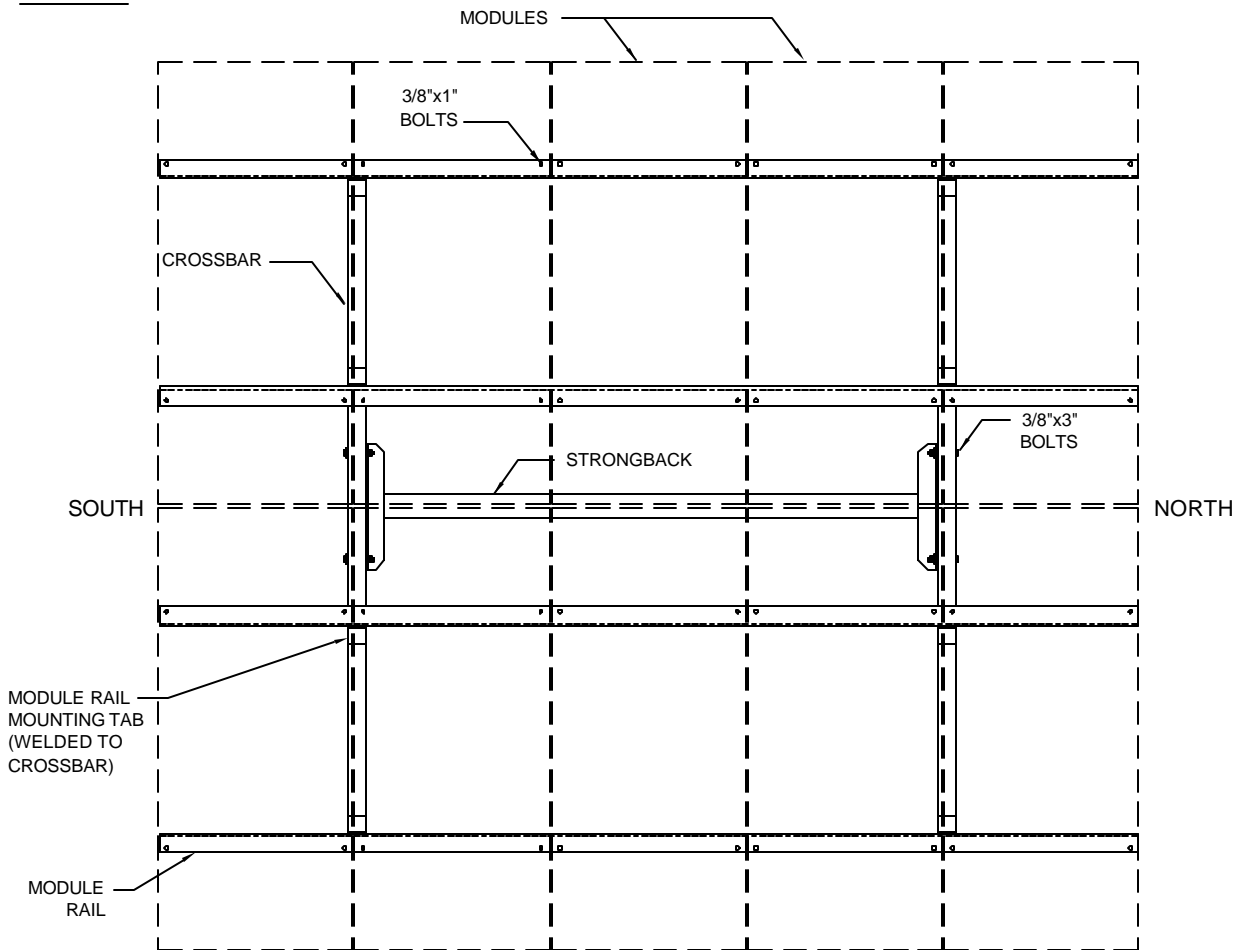 MODULES
3/8"x1"
BOLTS
CROSSBAR
3/8"x3"
BOLTS
STRONGBACK
SOUTH
NORTH
MODULE RAIL
MOUNTING TAB
(WELDED TO
CROSSBAR)
MODULE
RAIL